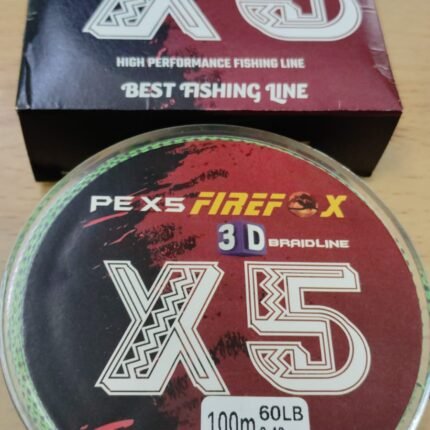 X5
HIGH PERFORMANCE FISHING LINE
BEST FISHING LINE
PE X5 FIREFOX
3D BRAIDLINE
X5
100m 60LB